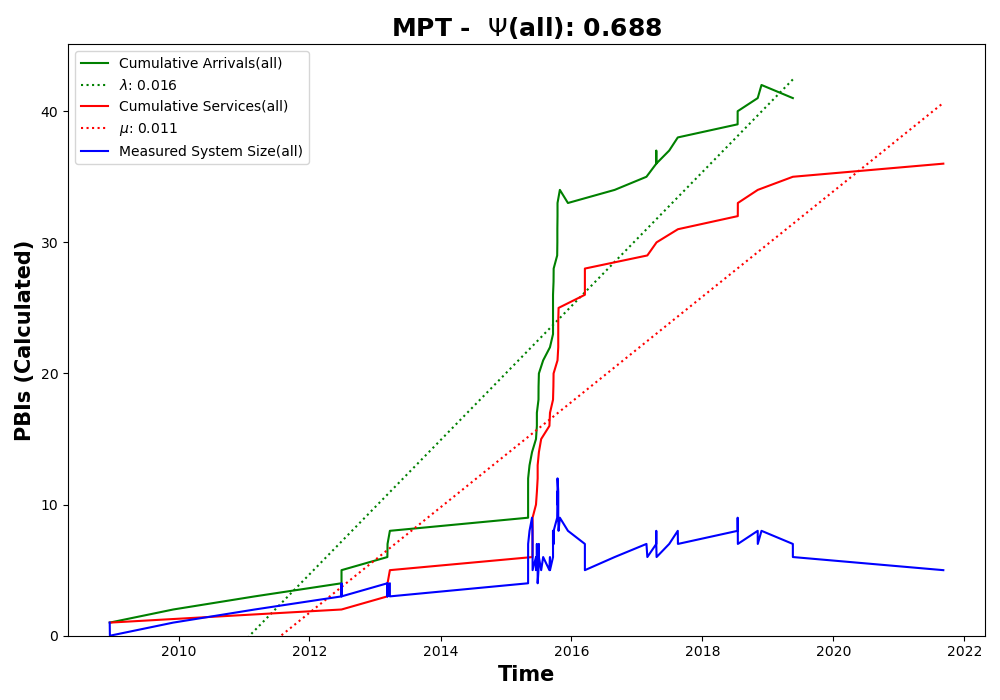 MPT -  Ψ(all): 0.688
Cumulative Arrivals(all)
λ: 0.016
Cumulative Services(all)
μ: 0.011
Measured System Size(all)
PBIs (Calculated)
40
30
20
10
0
2010 2012 2014 2016 2018 2020 2022
Time